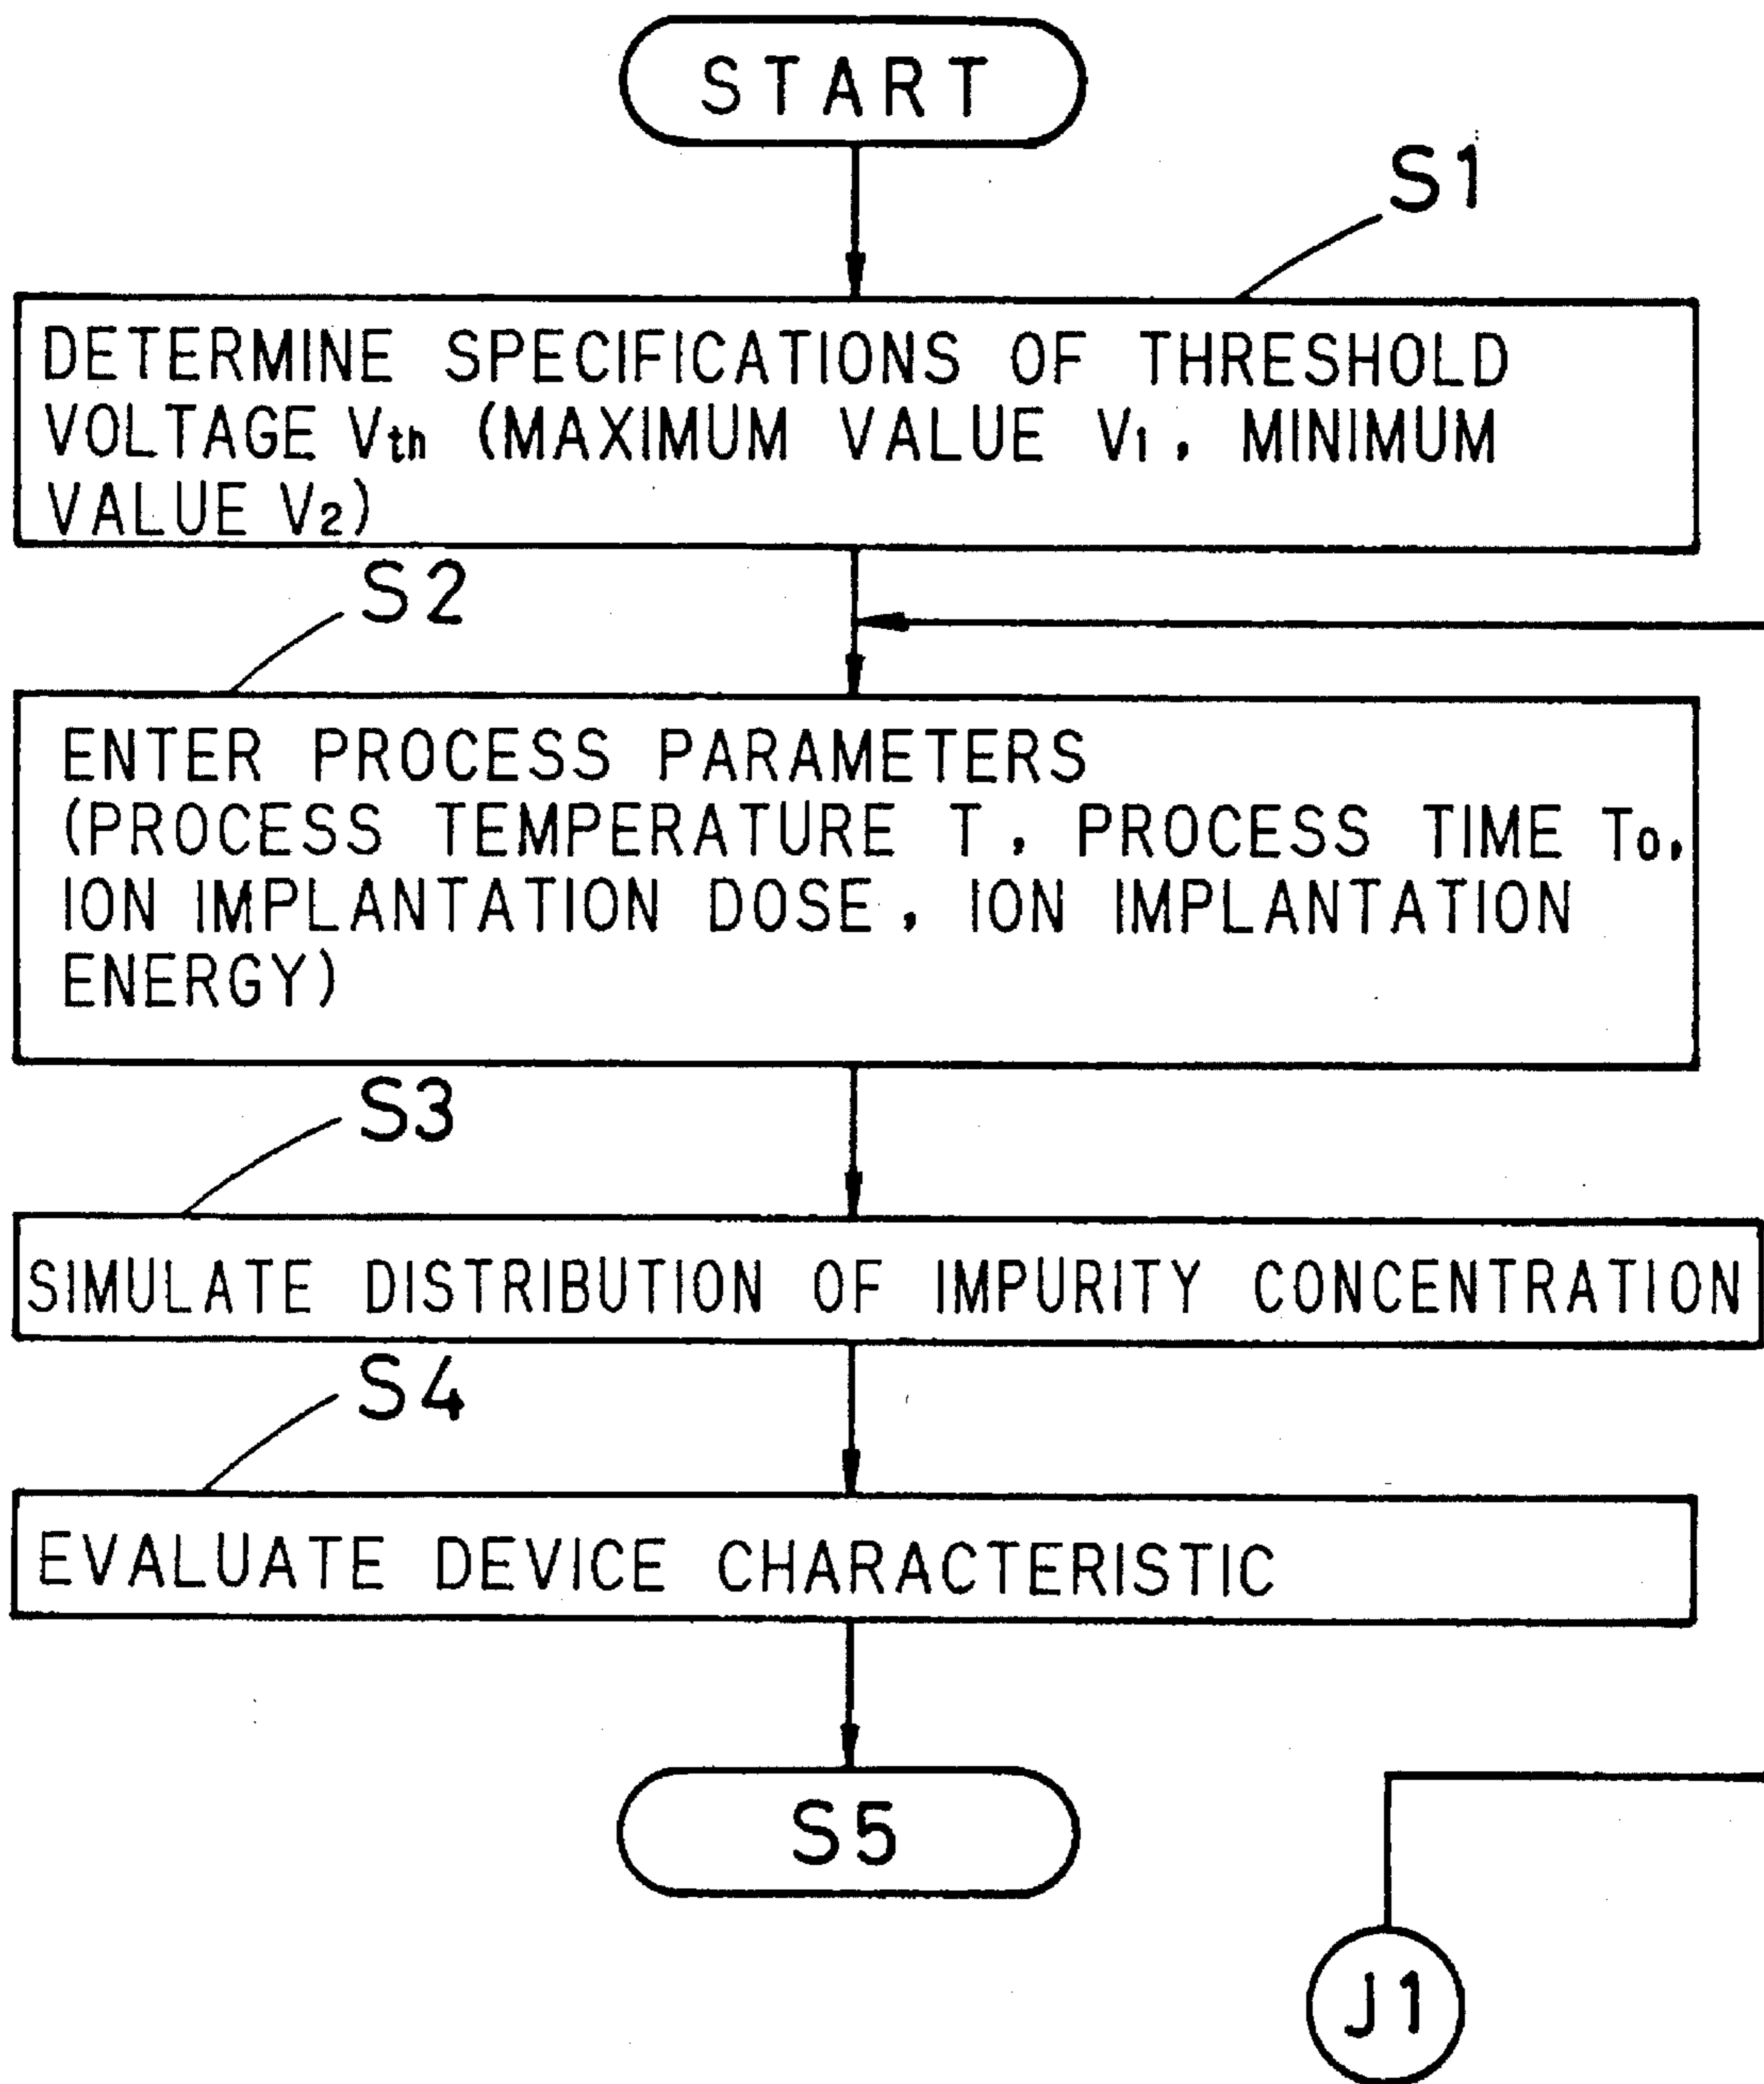 START
S1
DETERMINE SPECIFICATIONS OF THRESHOLD
VOLTAGE Vth (MAXIMUM VALUE V1, MINIMUM
VALUE V2)
S2
ENTER PROCESS PARAMETERS
(PROCESS TEMPERATURE T, PROCESS TIME T0,
ION IMPLANTATION DOSE, ION IMPLANTATION
ENERGY)
S3
SIMULATE DISTRIBUTION OF IMPURITY CONCENTRATION
S4
EVALUATE DEVICE CHARACTERISTIC
S5
J1